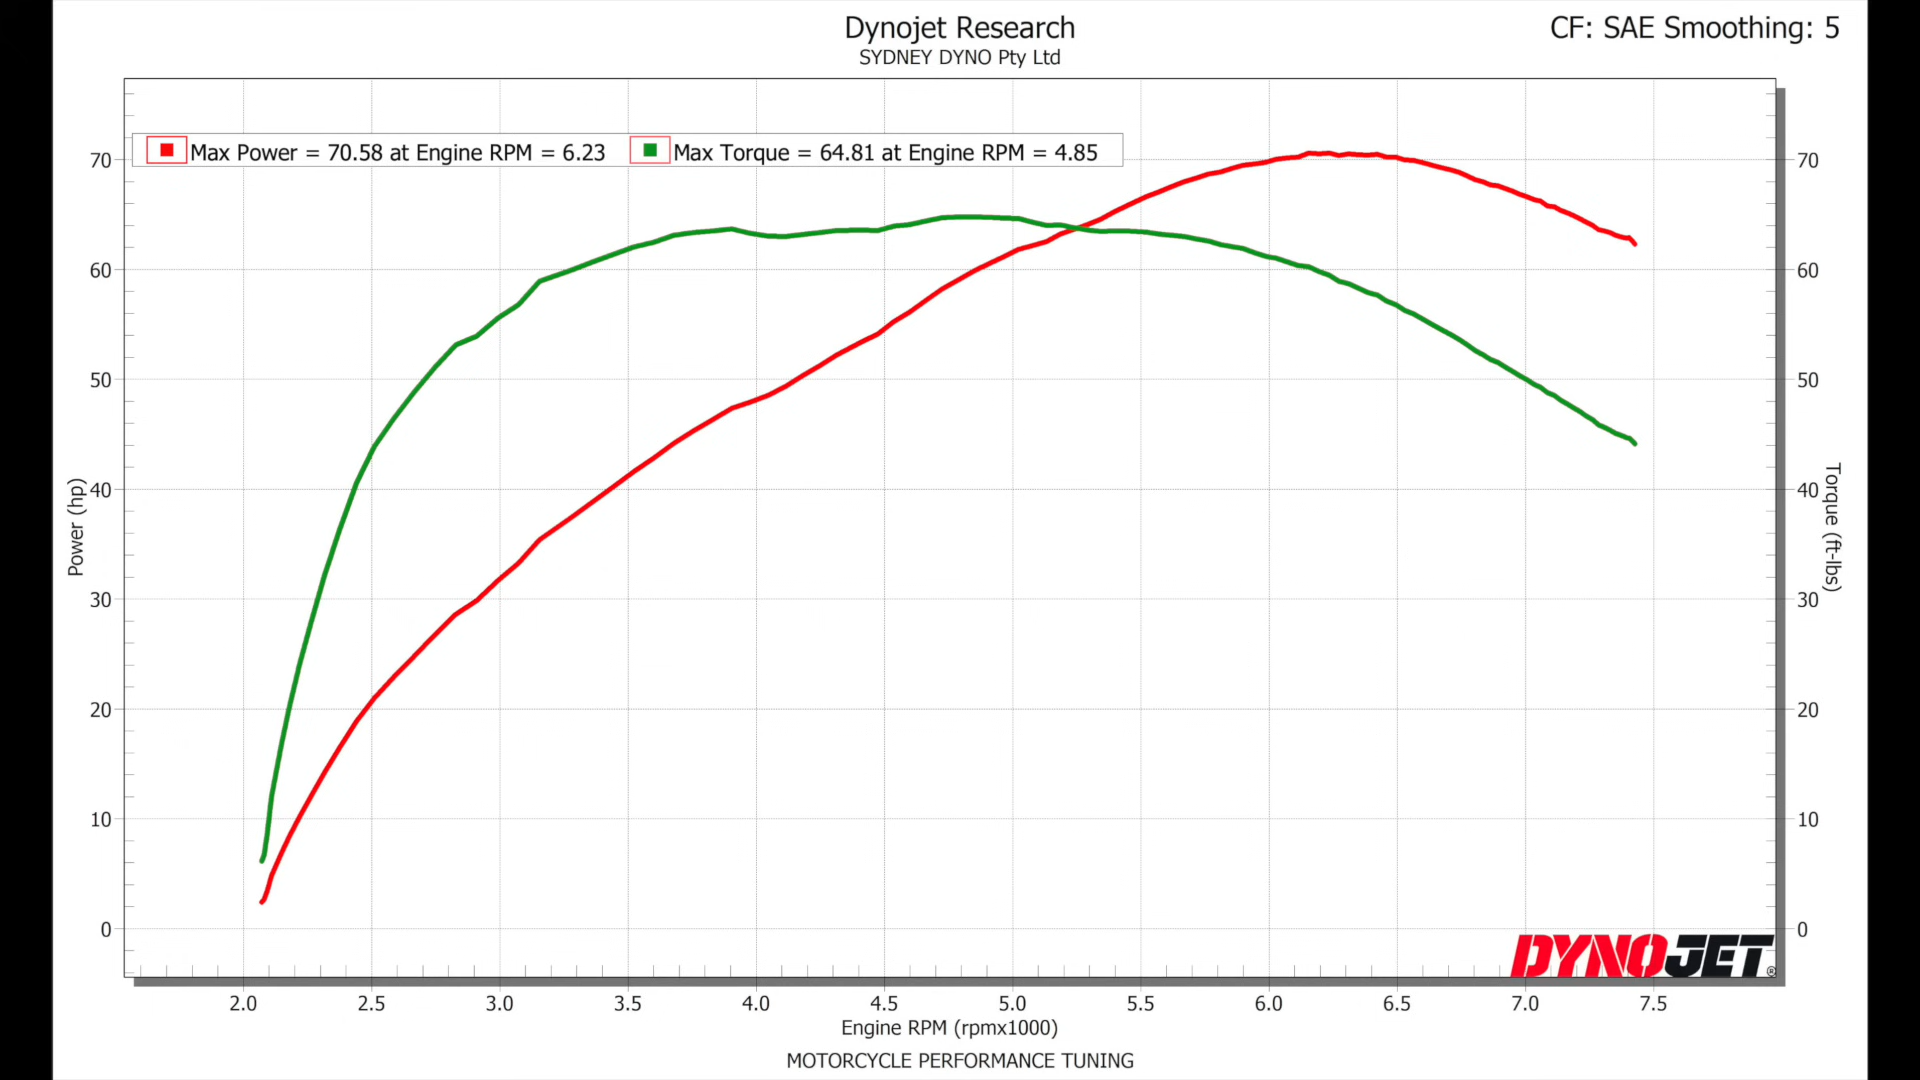 Dynojet Research
CF: SAE Smoothing: 5
SYDNEY DYNO Pty Ltd
Max Power = 70.58 at Engine RPM = 6.23
Max Torque = 64.81 at Engine RPM = 4.85
70
60
50
40
30
20
10
0
Power (hp)
70
60
50
40
30
20
10
0
Torque (ft-lbs)
DYNOJET®
2.0 2.5 3.0 3.5 4.0 4.5 5.0 5.5 6.0 6.5 7.0 7.5
Engine RPM (rpmx1000)
MOTORCYCLE PERFORMANCE TUNING